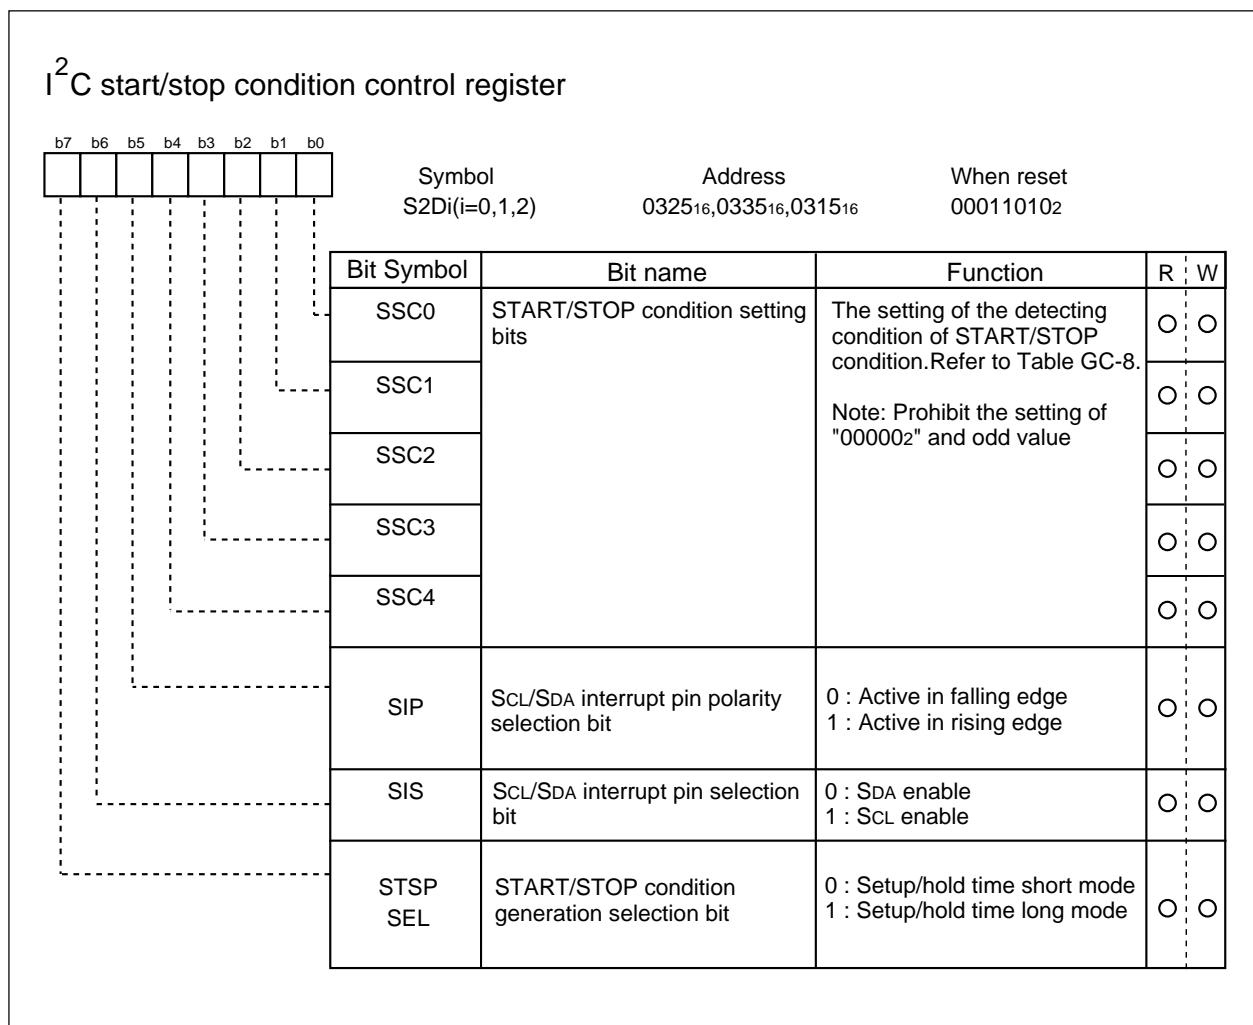 I2C start/stop condition control register
b7 b6 b5 b4 b3 b2 b1 b0
Symbol Address When reset
S2Di(i=0,1,2) 032516,033516,031516 000110102
Bit Symbol Bit name Function R W
SSC0 START/STOP condition setting bits The setting of the detecting condition of START/STOP condition.Refer to Table GC-8.
SSC1
Note: Prohibit the setting of "000002" and odd value
SSC2
SSC3
SSC4
SIP SCL/SDA interrupt pin polarity selection bit 0 : Active in falling edge
1 : Active in rising edge
SIS SCL/SDA interrupt pin selection bit 0 : SDA enable
1 : SCL enable
STSP SEL START/STOP condition generation selection bit 0 : Setup/hold time short mode
1 : Setup/hold time long mode